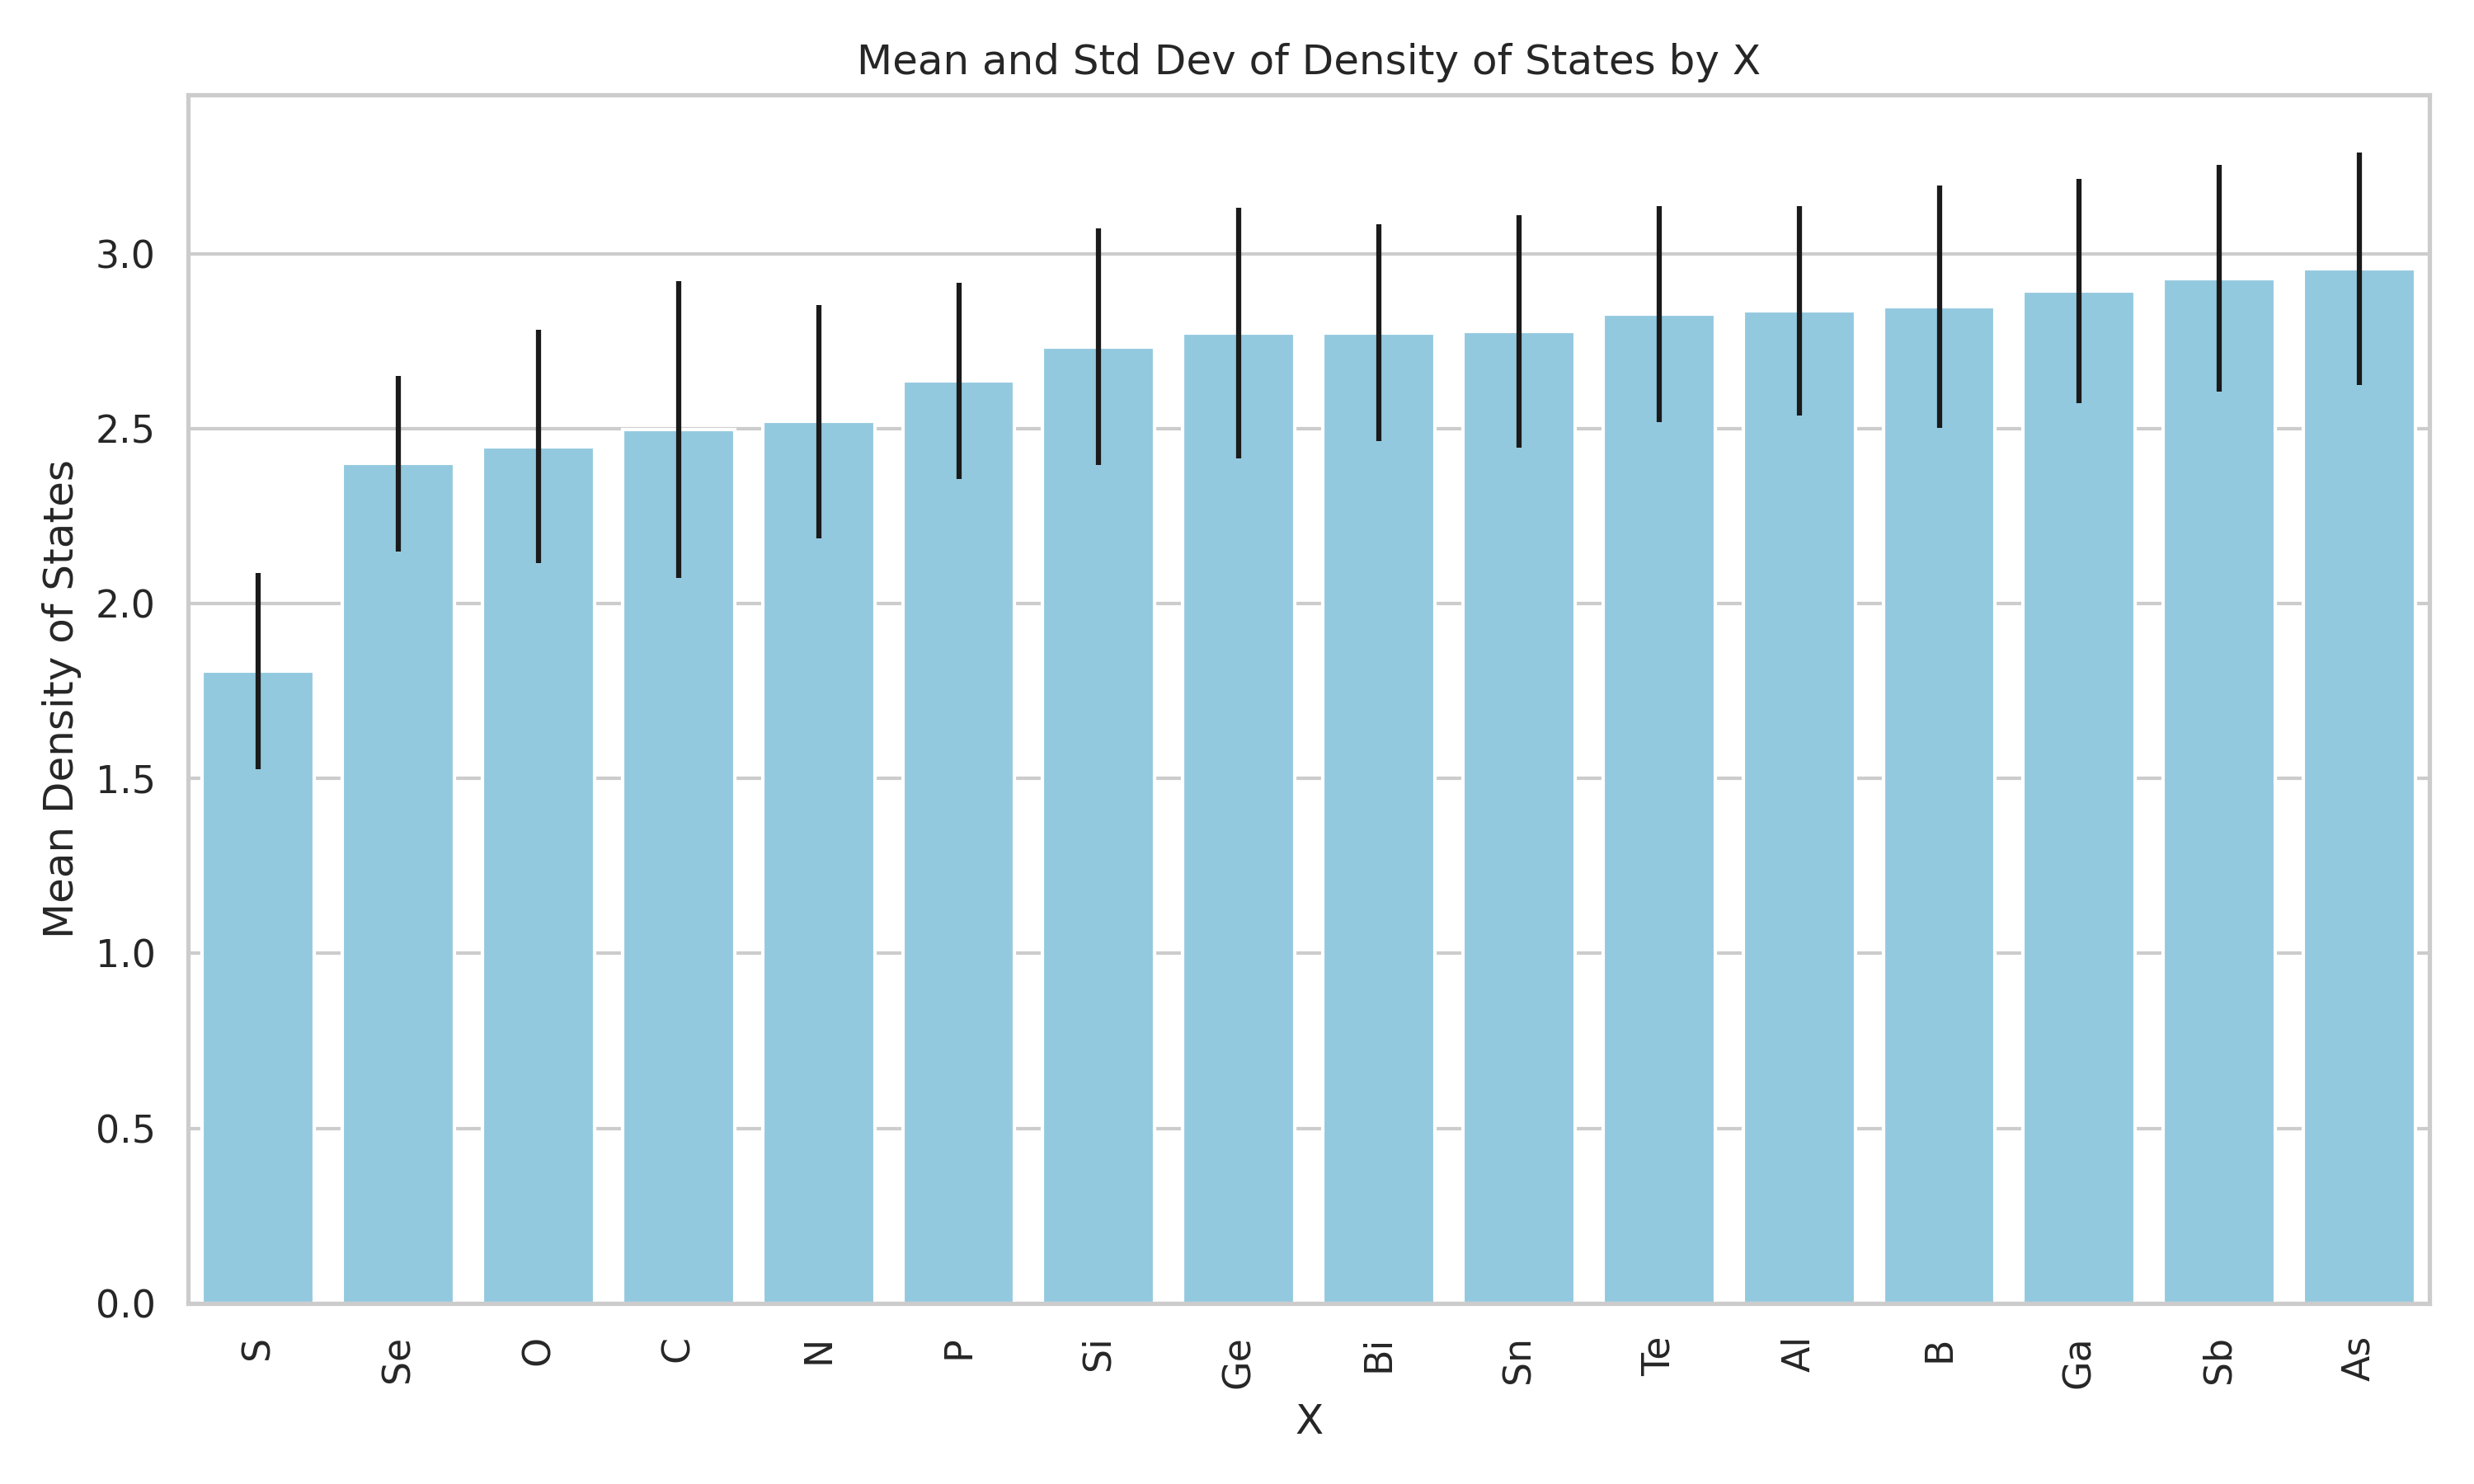 Mean and Std Dev of Density of States by X
Mean Density of States
3.0
2.5
2.0
1.5
1.0
0.5
0.0
S
Se
O
C
N
P
Si
Ge
Bi
Sn
Te
Al
B
Ga
Sb
As
X